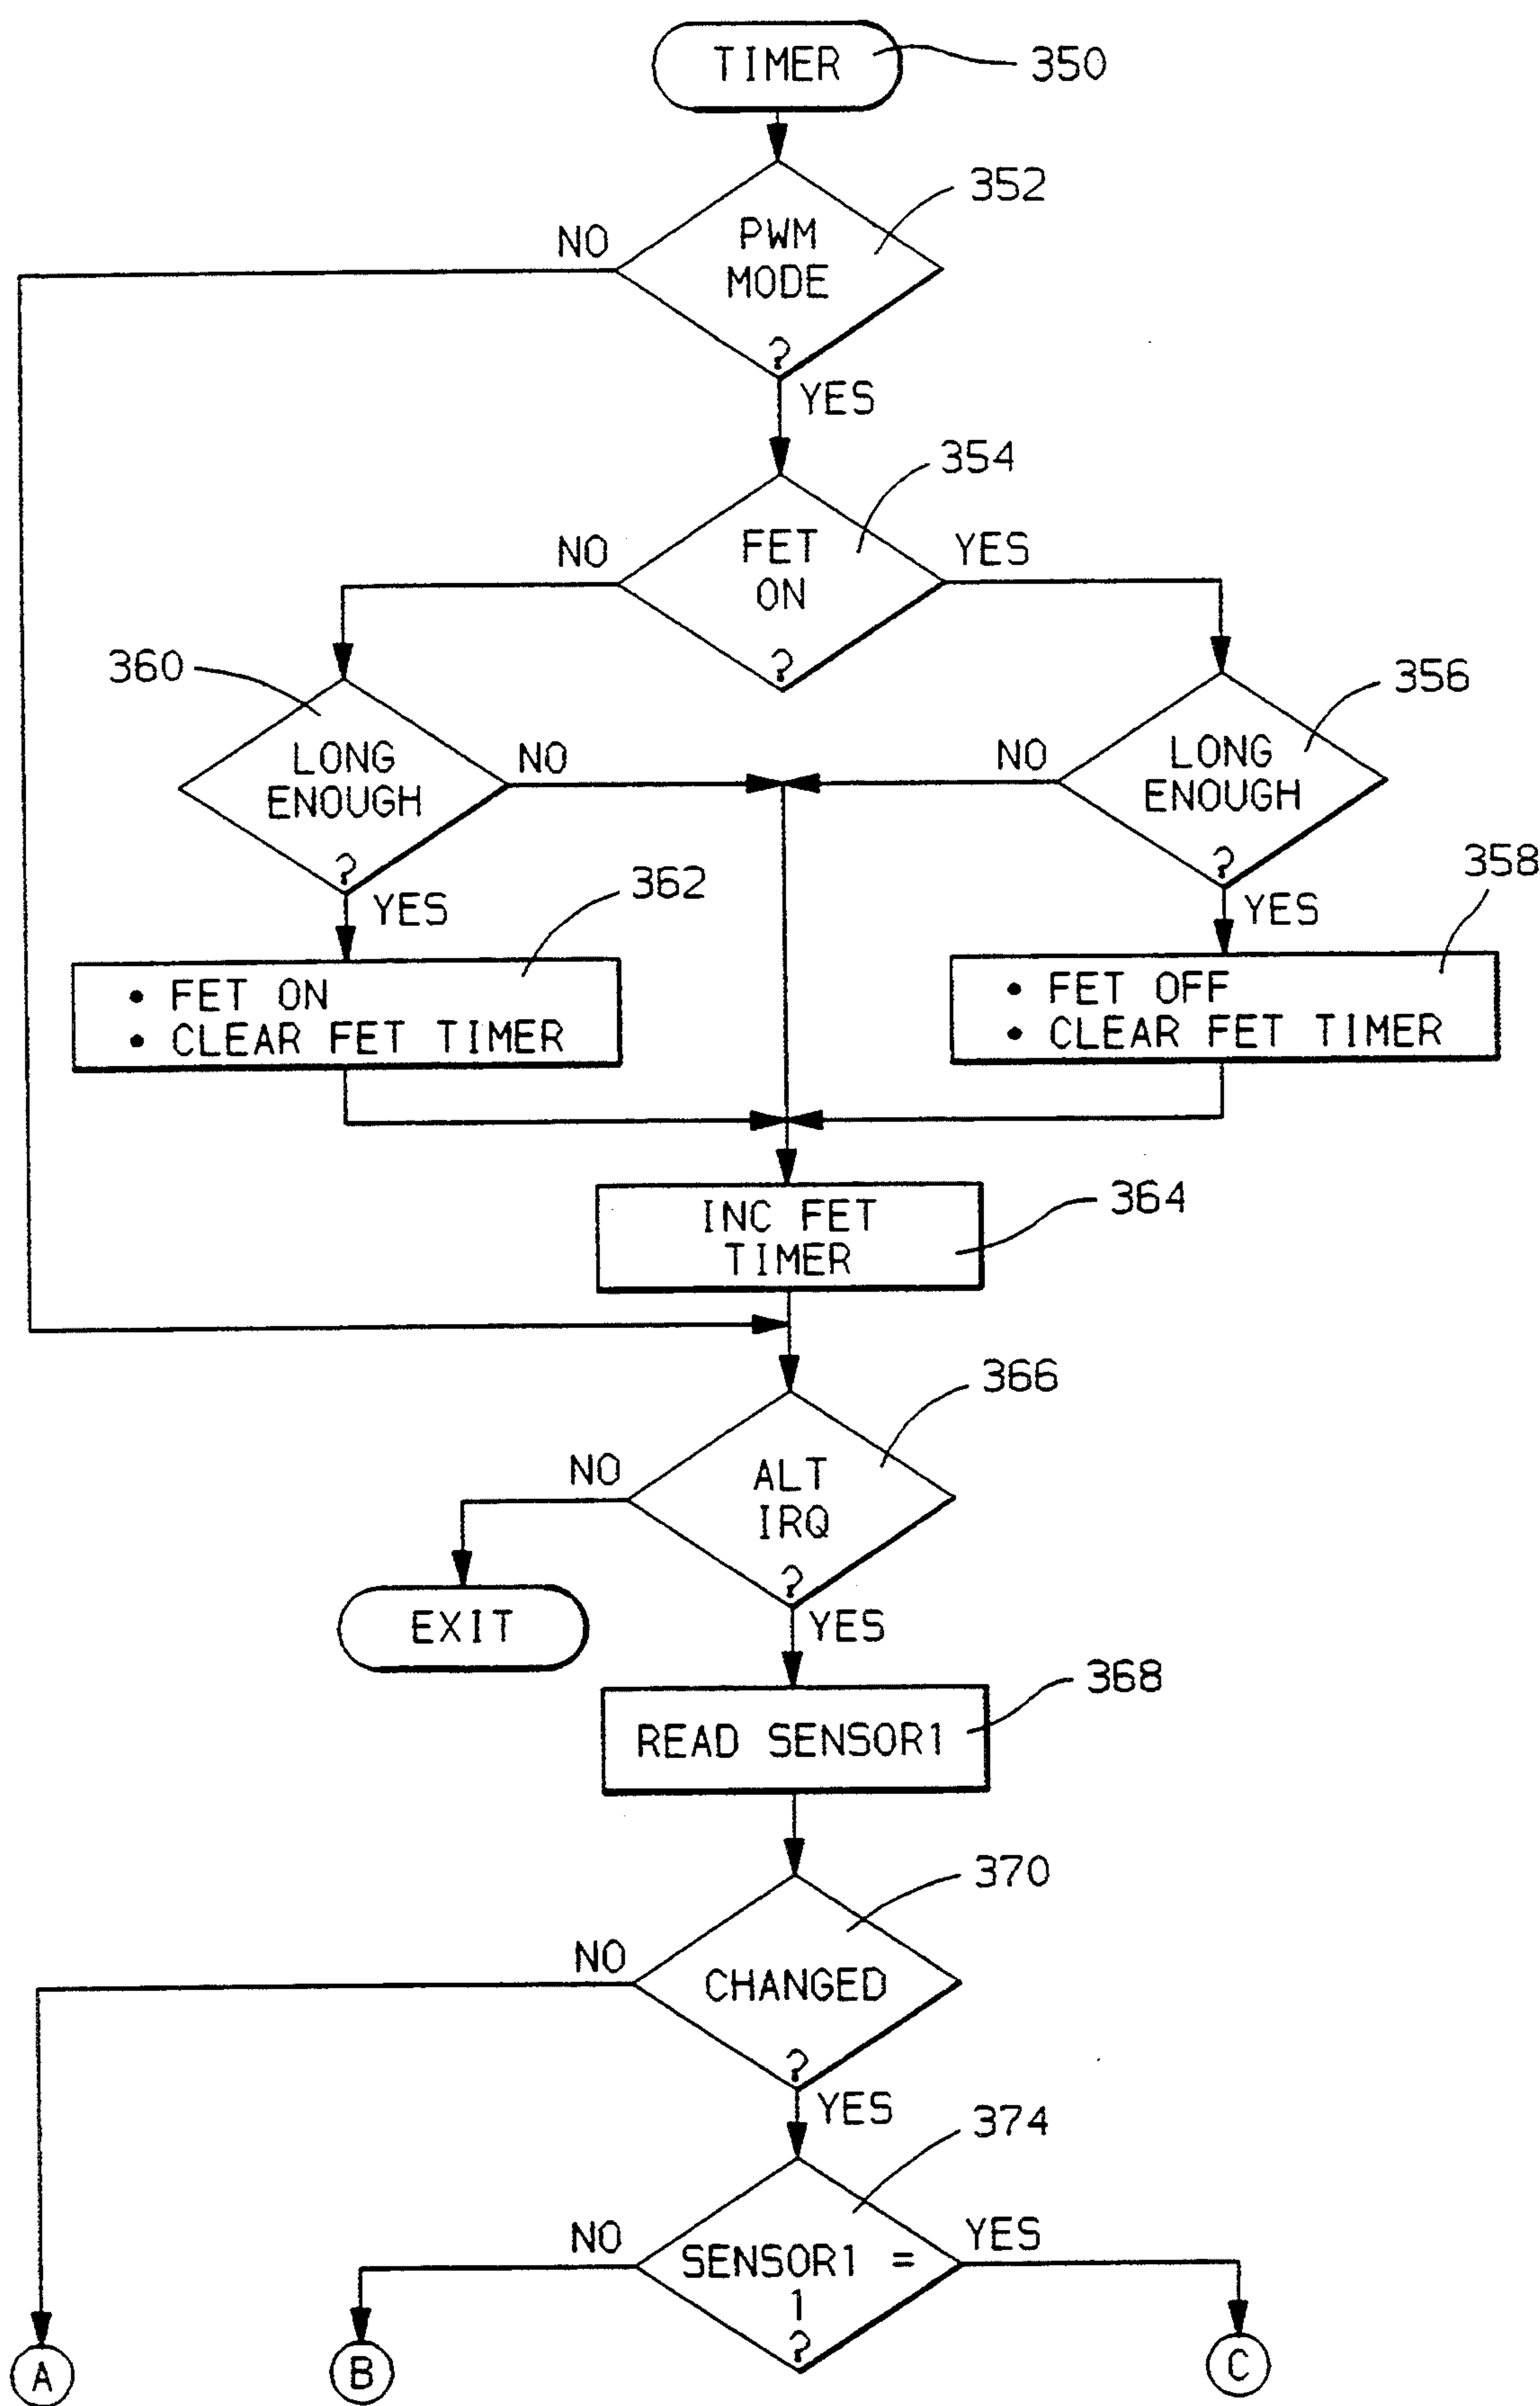 TIMER
350
352
PWM
MODE
?
NO
YES
354
FET
ON
?
NO
YES
360
LONG
ENOUGH
?
NO
YES
356
LONG
ENOUGH
?
NO
YES
362
• FET ON
• CLEAR FET TIMER
358
• FET OFF
• CLEAR FET TIMER
INC FET
TIMER
364
366
ALT
IRQ
?
NO
YES
EXIT
368
READ SENSOR1
370
CHANGED
?
NO
YES
374
SENSOR1 =
1
?
NO
YES
A
B
C